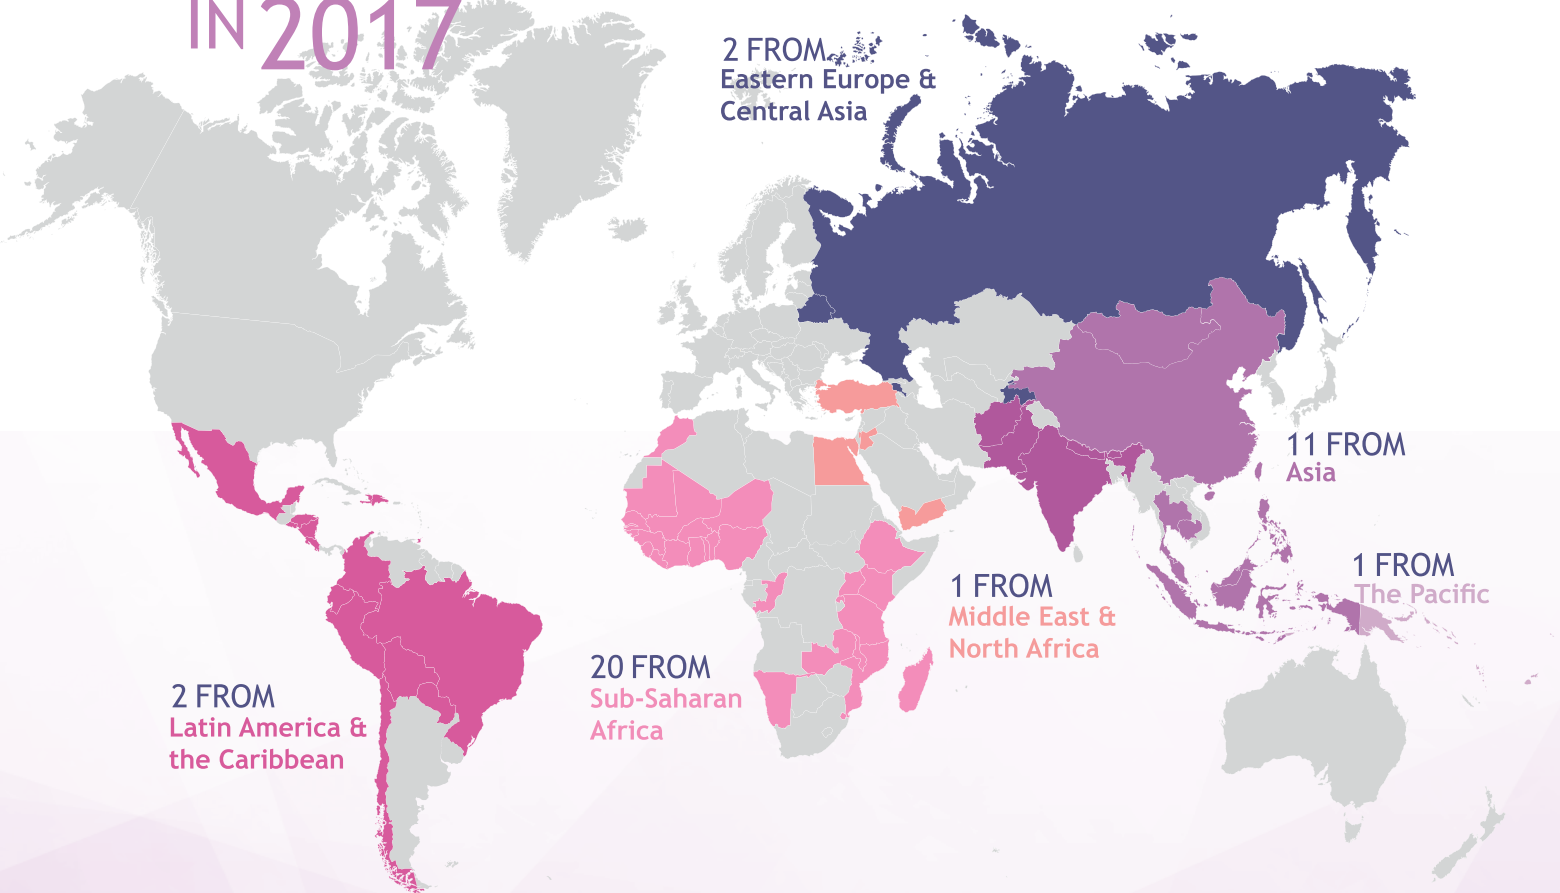 IN 2017
2 FROM
Eastern Europe &
Central Asia
11 FROM
Asia
1 FROM
The Pacific
1 FROM
Middle East &
North Africa
20 FROM
Sub-Saharan
Africa
2 FROM
Latin America &
the Caribbean